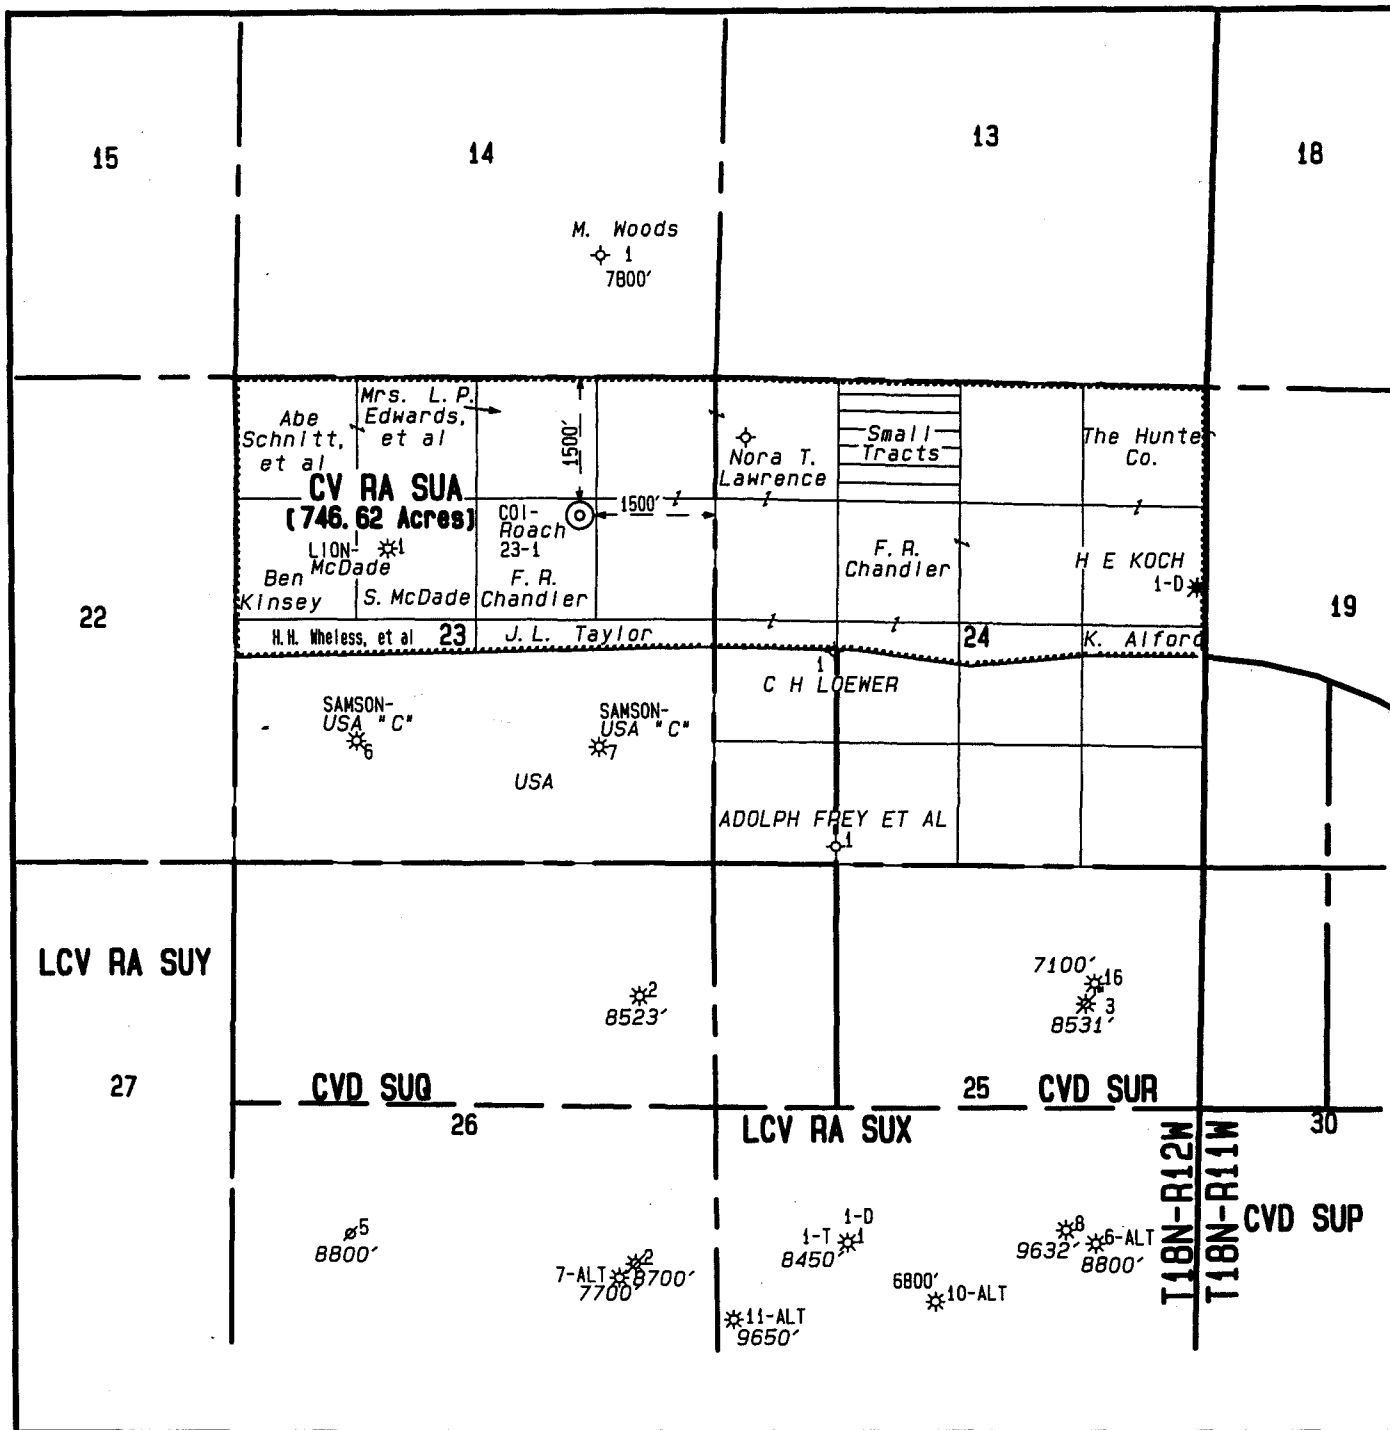 15
14
13
18
M. Woods
1
7800'
Abe
Schnitt,
et al
Mrs. L. P.
Edwards,
et al
1500'
Nora T.
Lawrence
Small
Tracts
The Hunte
Co.
CV RA SUA
(746.62 Acres)
COI-
Roach
23-1
1500'
LION-
McDade
1
Ben
Kinsey
S. McDade
F. R.
Chandler
F. R.
Chandler
H E KOCH
1-D
22
H.H. Wheless, et al
23
J.L. Taylor
24
K. Alford
19
1
C H LOEWER
SAMSON-
USA "C"
6
SAMSON-
USA "C"
7
USA
ADOLPH FREY ET AL
1
LCV RA SUY
2
8523'
7100'
16
3
8531'
27
CVD SUQ
26
25
CVD SUR
LCV RA SUX
30
T18N-R12W
T18N-R11W
CVD SUP
5
8800'
7-ALT
7700'
2
8700'
1-D
1-T
1
8450'
8
9632'
6-ALT
8800'
6800'
10-ALT
11-ALT
9650'